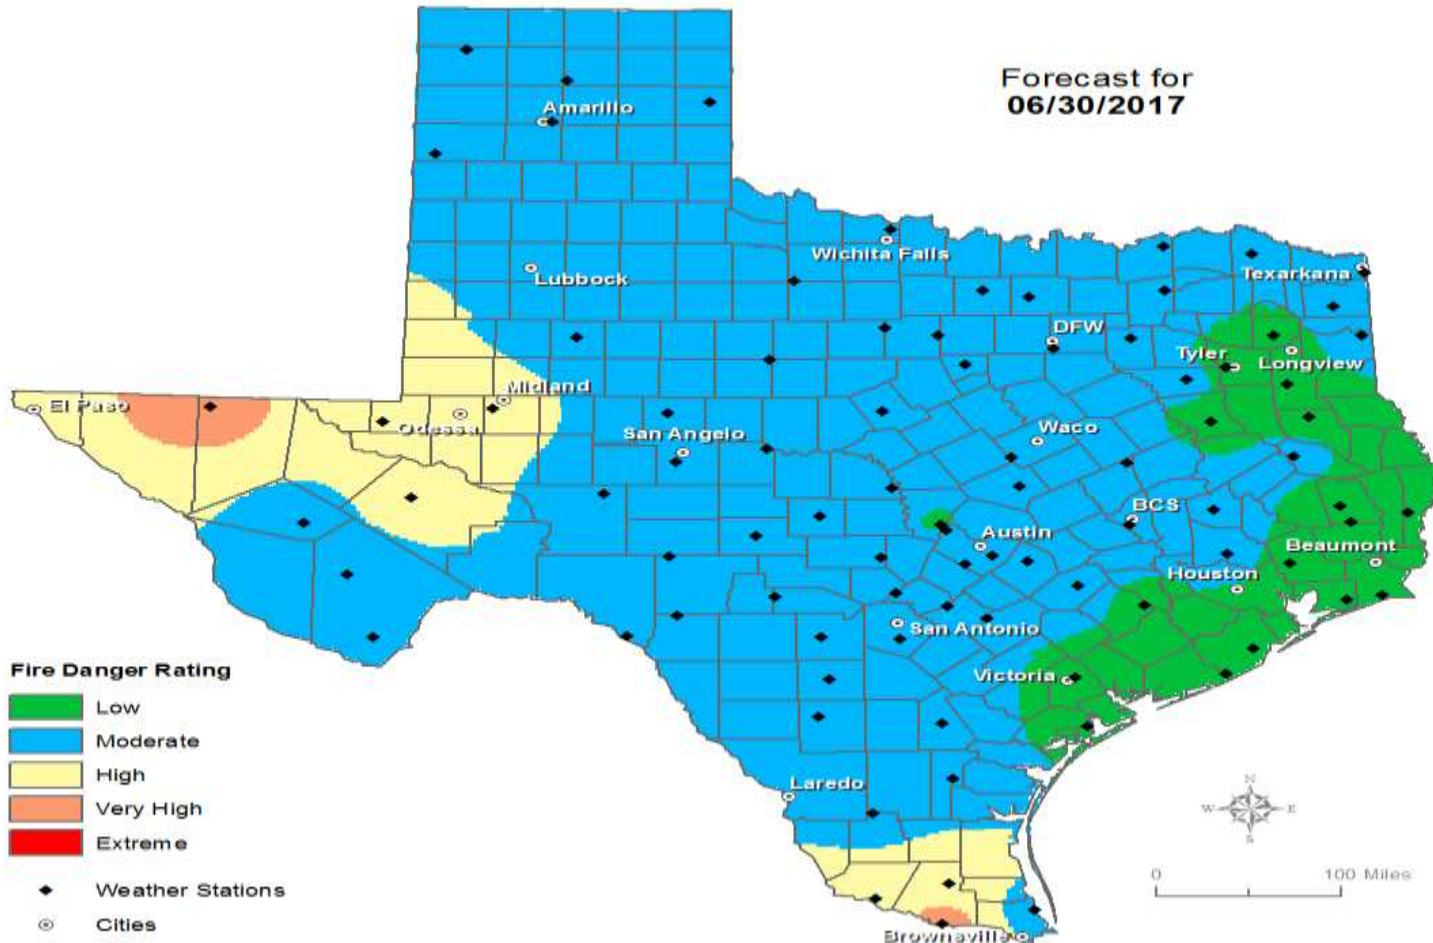 Forecast for
06/30/2017
Amarillo
Wichita Falls
Lubbock
Texarkana
DFW
Tyler
Longview
Midland
El Paso
Odessa
San Angelo
Waco
BCS
Austin
Beaumont
Houston
San Antonio
Victoria
Laredo
Brownsville
Fire Danger Rating
Low
Moderate
High
Very High
Extreme
Weather Stations
Cities
N
W E
S
0 100 Miles